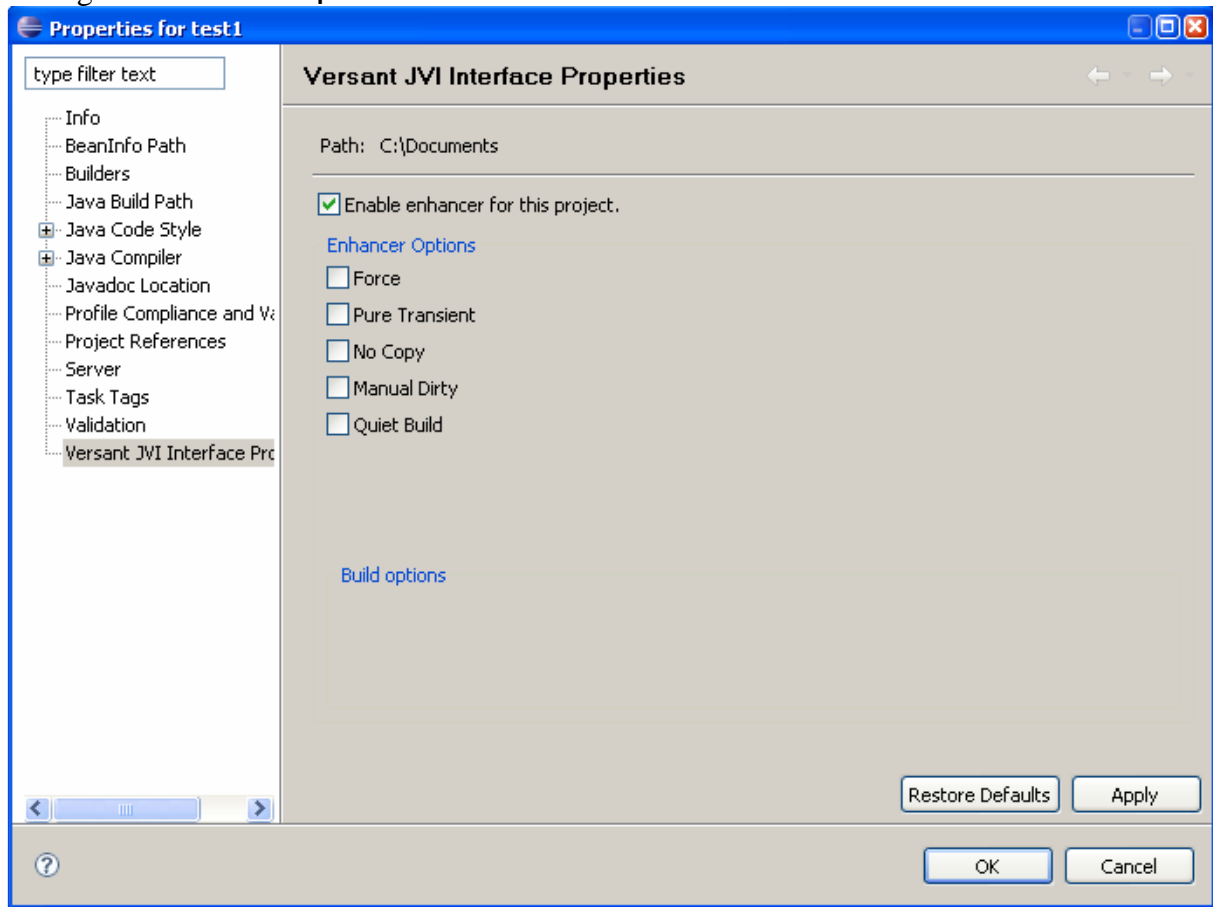 Properties for test1
type filter text
Info
BeanInfo Path
Builders
Java Build Path
Java Code Style
Java Compiler
Javadoc Location
Profile Compliance and Va
Project References
Server
Task Tags
Validation
Versant JVI Interface Pro
Versant JVI Interface Properties
Path: C:\Documents
Enable enhancer for this project.
Enhancer Options
Force
Pure Transient
No Copy
Manual Dirty
Quiet Build
Build options
Restore Defaults
Apply
OK
Cancel